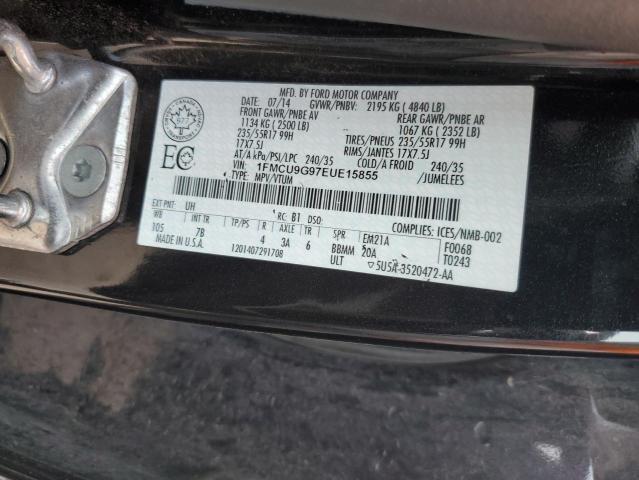 MFD. BY FORD MOTOR COMPANY
07/14 GVWR/PNBV: 2195 KG ( 4840 LB)
FRONT GAWR/PNBE AV REAR GAWR/PNBE AR
1134 KG ( 2500 LB) 1067 KG ( 2352 LB)
235/55R17 99H TIRES/PNEUS 235/55R17 99H
17X7.5J RIMS/JANTES 17X7.5J
AT/A kPa/PSI/LPC 240/35 COLD/A FROID 240/35
VIN: 1FMCU9G97EUE15855 /JUMELEES
TYPE: MPV/VTUM
EC
CANADA
TRANSPORT
EXT PNT: UH RC: B1 DSO: COMPLIES: ICES/NMB-002
WB INT TR TP/PS R AXLE TR SPR EM21A F0068
105 7B 4 3A 6 BBMM 20A T0243
MADE IN U.S.A. 1201407291708 ULT 5U5A-3520472-AA